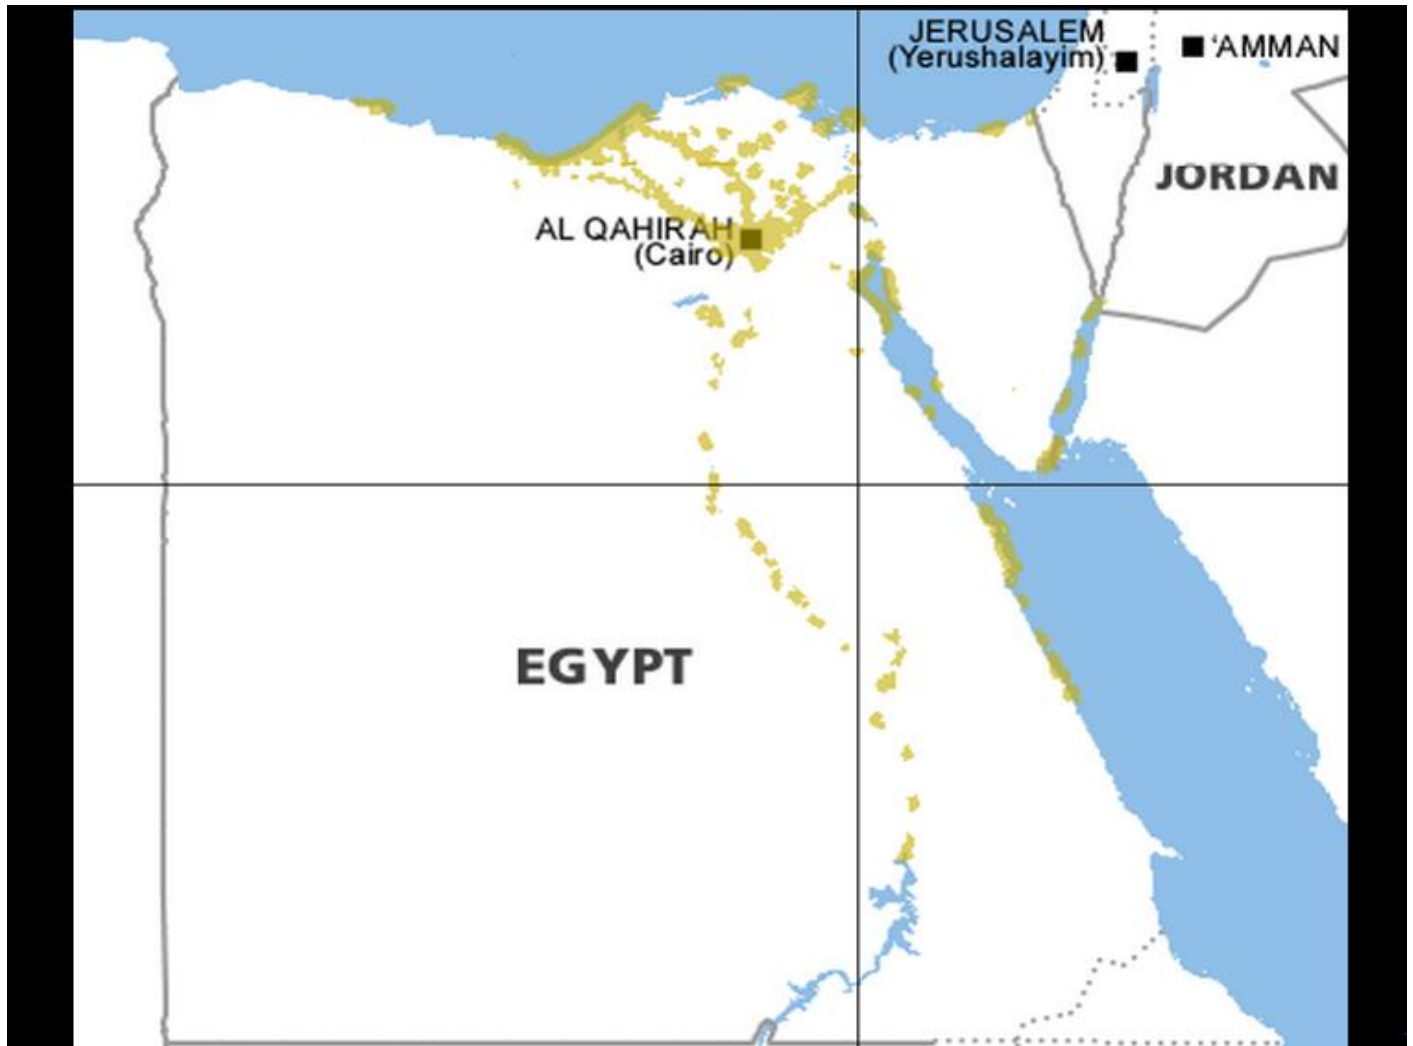 JERUSALEM
(Yerushalayim)
‘AMMAN
JORDAN
AL QAHIRAH
(Cairo)
EGYPT